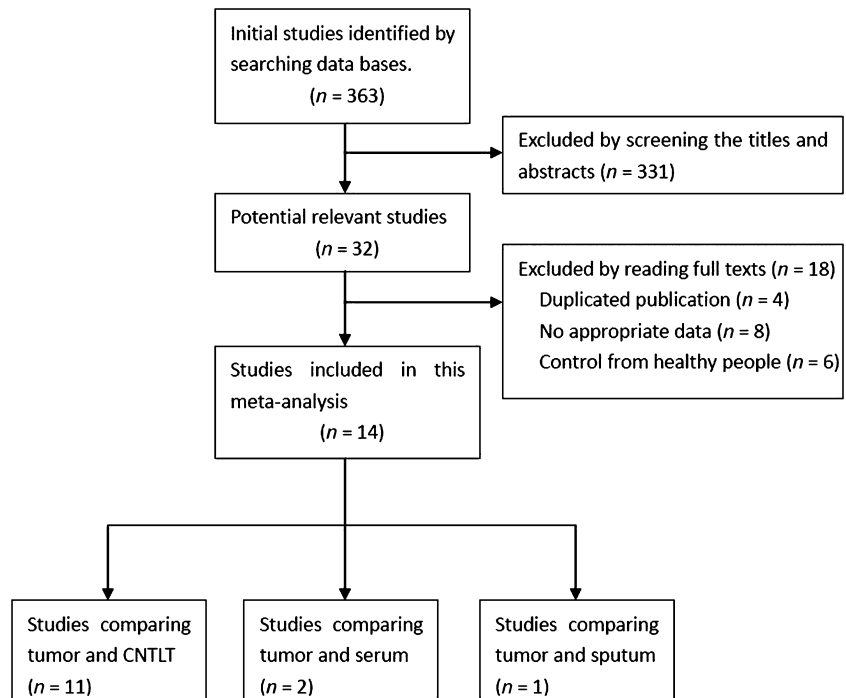 Initial studies identified by
searching data bases.
(n = 363)
Excluded by screening the titles and
abstracts (n = 331)
Potential relevant studies
(n = 32)
Excluded by reading full texts (n = 18)
Duplicated publication (n = 4)
No appropriate data (n = 8)
Control from healthy people (n = 6)
Studies included in this
meta-analysis
(n = 14)
Studies comparing
tumor and CNTLT
(n = 11)
Studies comparing
tumor and serum
(n = 2)
Studies comparing
tumor and sputum
(n = 1)